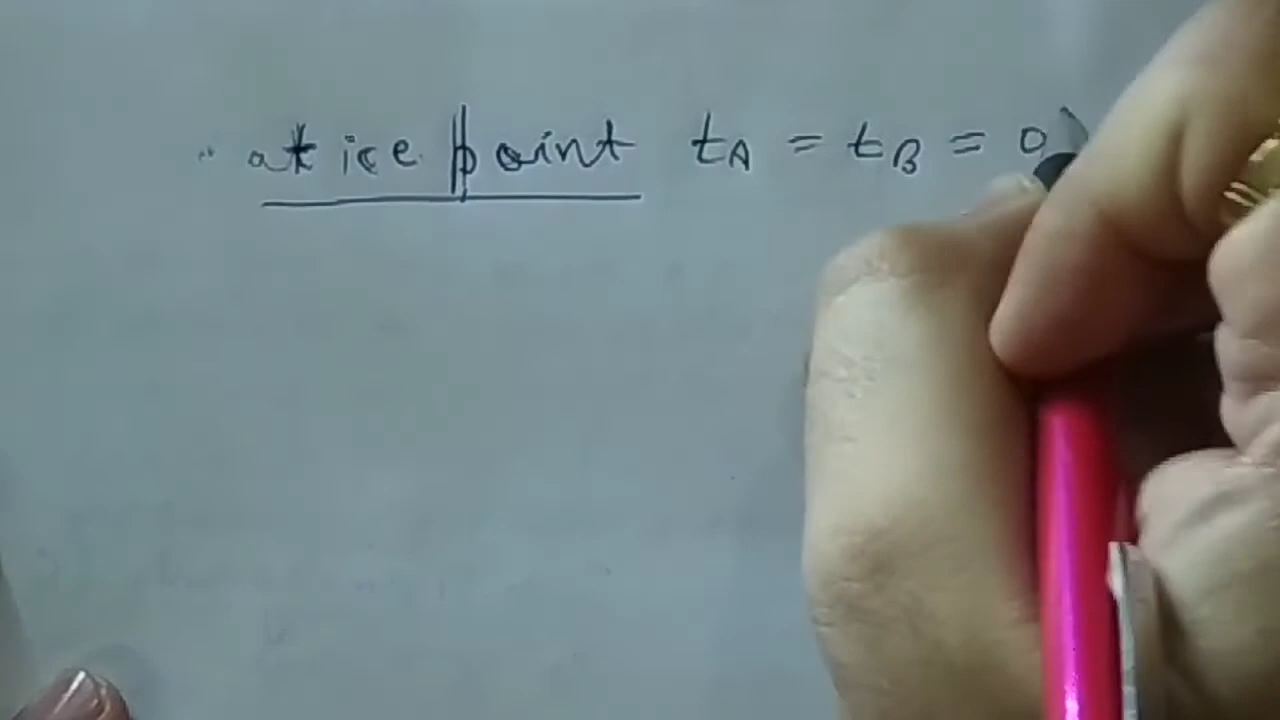 at ice point tA = tB = 0,